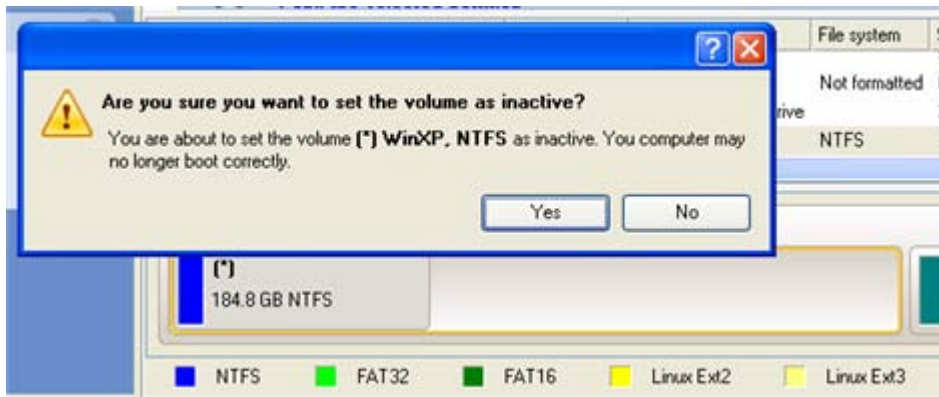 File system
Not formatted
rive
NTFS
Are you sure you want to set the volume as inactive?
You are about to set the volume (*) WinXP, NTFS as inactive. You computer may
no longer boot correctly.
Yes No
(*)
184.8 GB NTFS
NTFS FAT32 FAT16 Linux Ext2 Linux Ext3